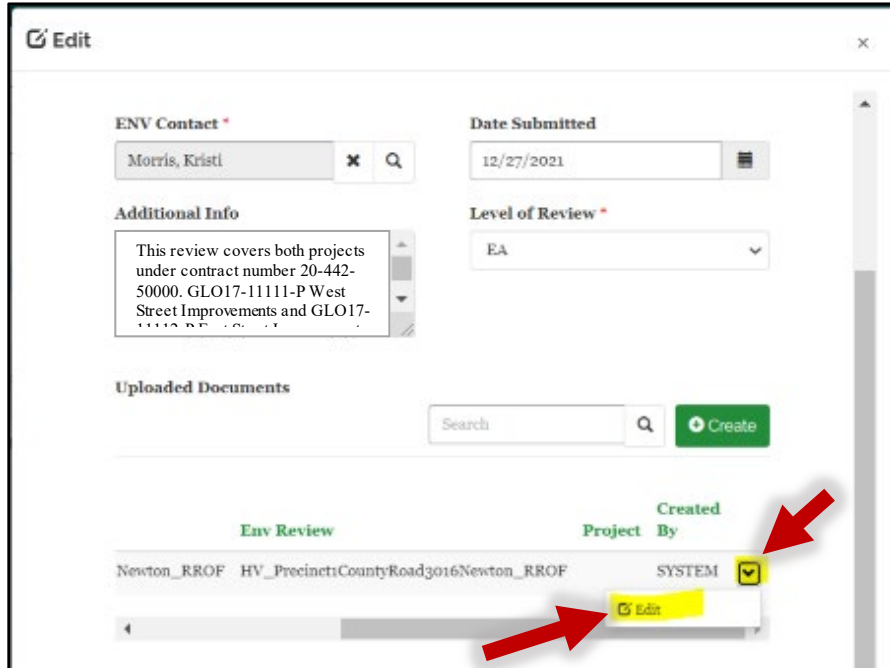 Edit
×
ENV Contact *
Date Submitted
Morris, Kristi
12/27/2021
Additional Info
Level of Review *
This review covers both projects
under contract number 20-442-
50000. GLO17-11111-P West
Street Improvements and GLO17-
EA
Uploaded Documents
Search
Create
Env Review
Project
Created
By
Newton_RROF
HV_Precinct1CountyRoad3016Newton_RROF
SYSTEM
Edit